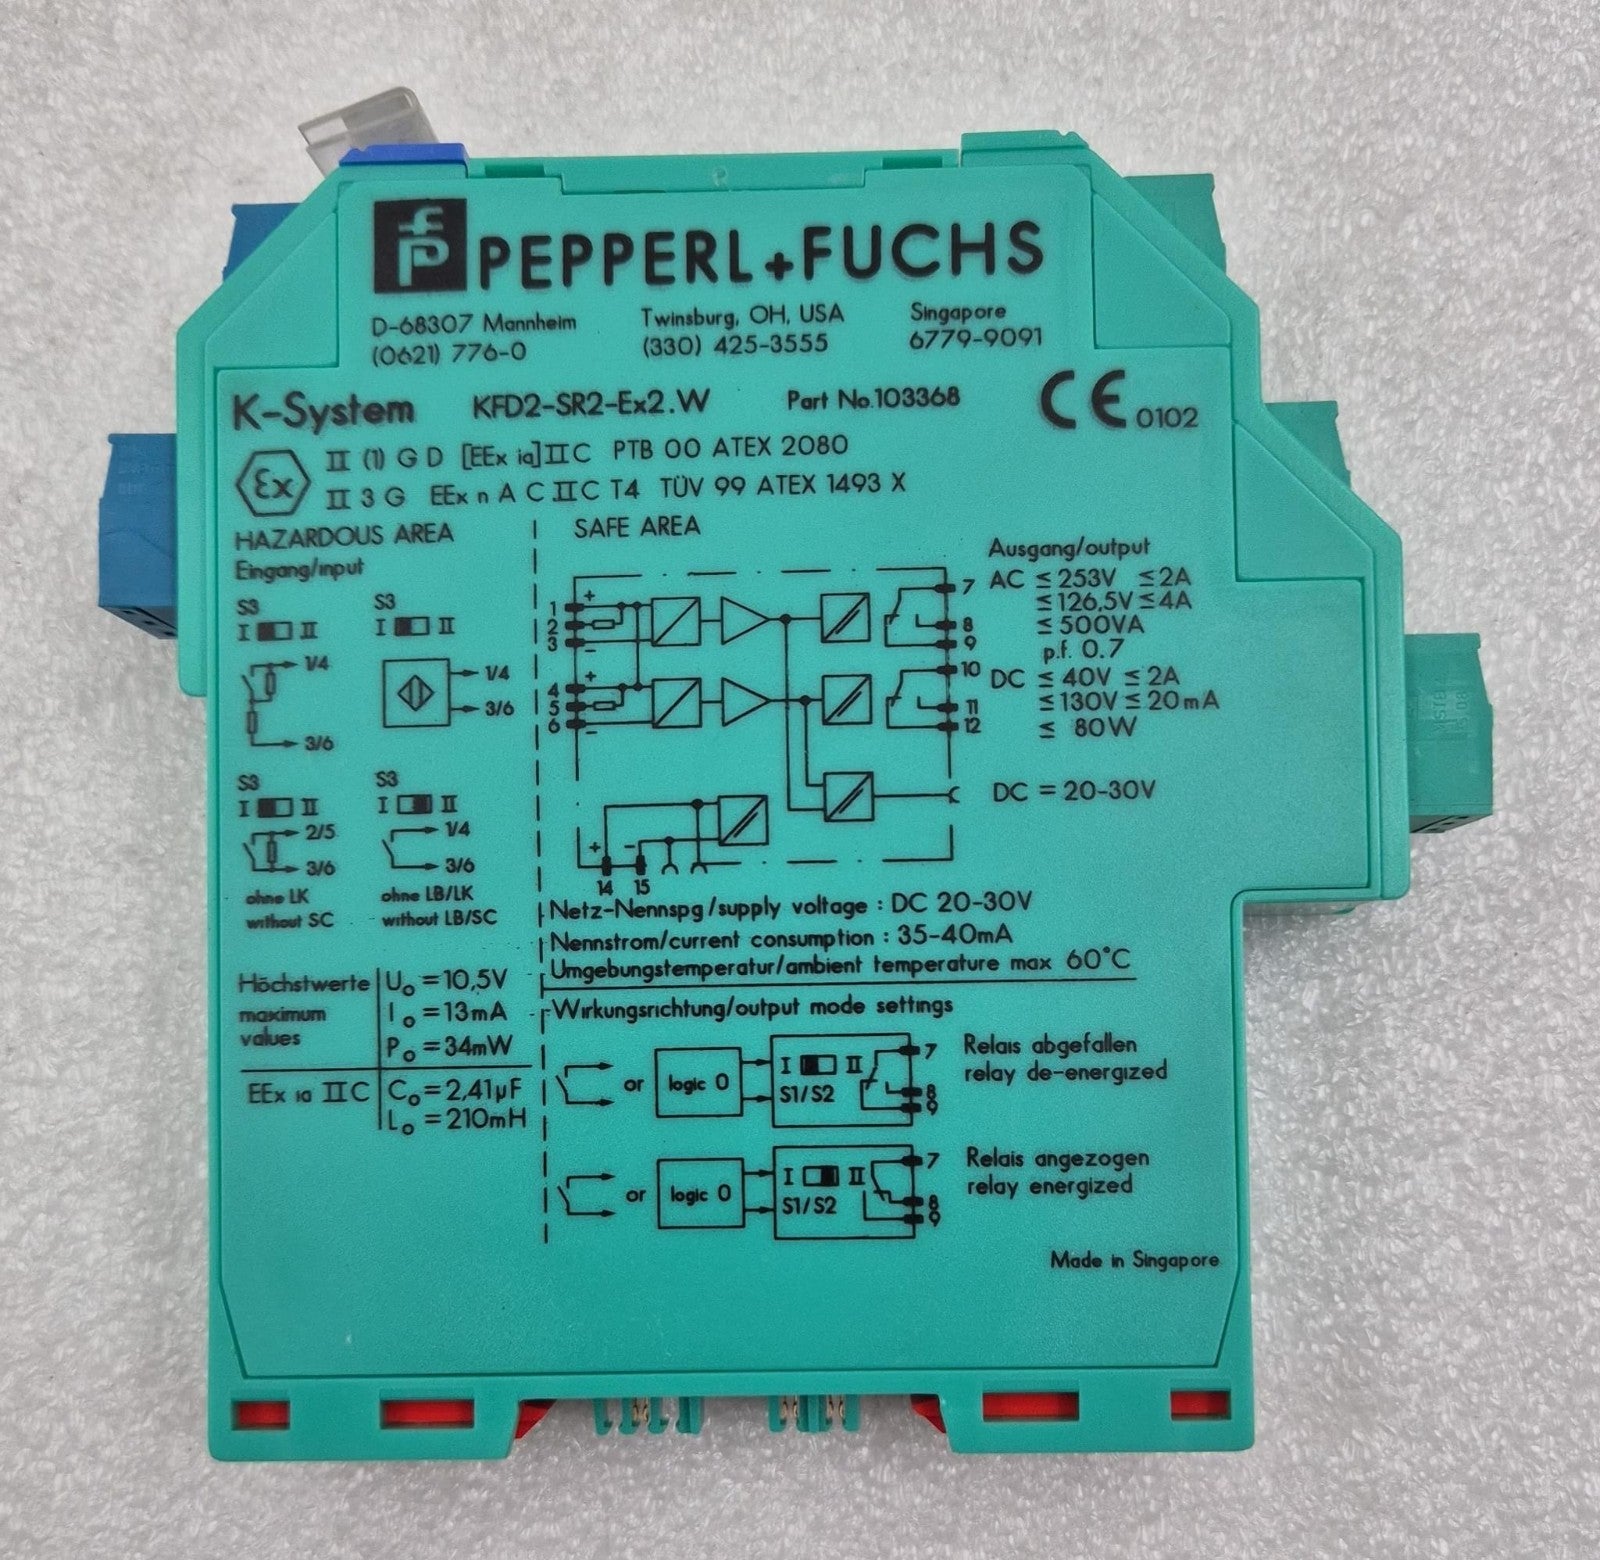 PEPPERL+FUCHS
D-68307 Mannheim Twinsburg, OH, USA Singapore
(0621) 776-0 (330) 425-3555 6779-9091
K-System KFD2-SR2-Ex2.W Part No.103368 CE 0102
Ex II (1) G D [EEx ia] IIC PTB 00 ATEX 2080
II 3 G EEx n A C IIC T4 TÜV 99 ATEX 1493 X
HAZARDOUS AREA
Eingang/input
S3 S3
I II I II
1/4 1/4
3/6 3/6
S3 S3
I II I II
2/5 1/4
3/6 3/6
ohne LK ohne LB/LK
without SC without LB/SC
Höchstwerte
maximum
values
U₀ = 10,5V
I₀ = 13mA
P₀ = 34mW
EEx ia IIC C₀ = 2,41µF
L₀ = 210mH
SAFE AREA
1 + 7
2 8
3 - 9
4 + 10
5 11
6 - 12
+ -
14 15
Ausgang/output
AC ≤ 253V ≤ 2A
≤ 126,5V ≤ 4A
≤ 500VA
p.f. 0.7
DC ≤ 40V ≤ 2A
≤ 130V ≤ 20mA
≤ 80W
DC = 20-30V
Netz-Nennspg/supply voltage : DC 20-30V
Nennstrom/current consumption : 35-40mA
Umgebungstemperatur/ambient temperature max 60°C
Wirkungsrichtung/output mode settings
or logic 0 I II 7 Relais abgefallen
S1/S2 8 relay de-energized
9
or logic 0 I II 7 Relais angezogen
S1/S2 8 relay energized
9
Made in Singapore